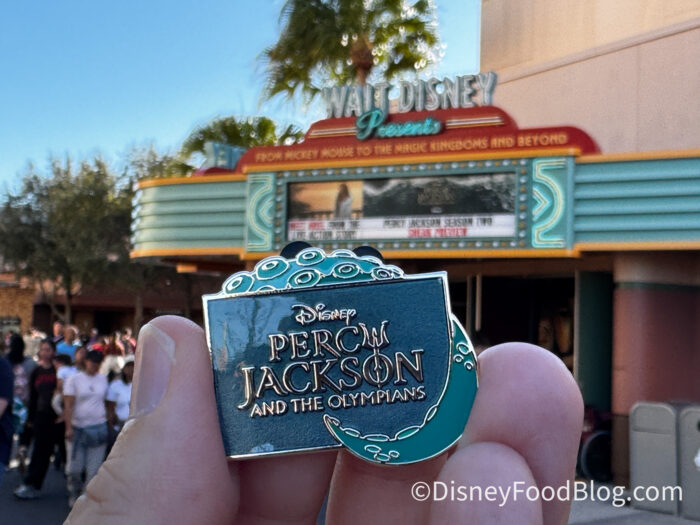 WALT DISNEY
Presents
FROM MICKEY MOUSE TO THE MAGIC KINGDOMS AND BEYOND
PERCY JACKSON SEASON TWO
SNEAK PREVIEW
Disney
PERCY
JACKSON
AND THE OLYMPIANS
©DisneyFoodBlog.com